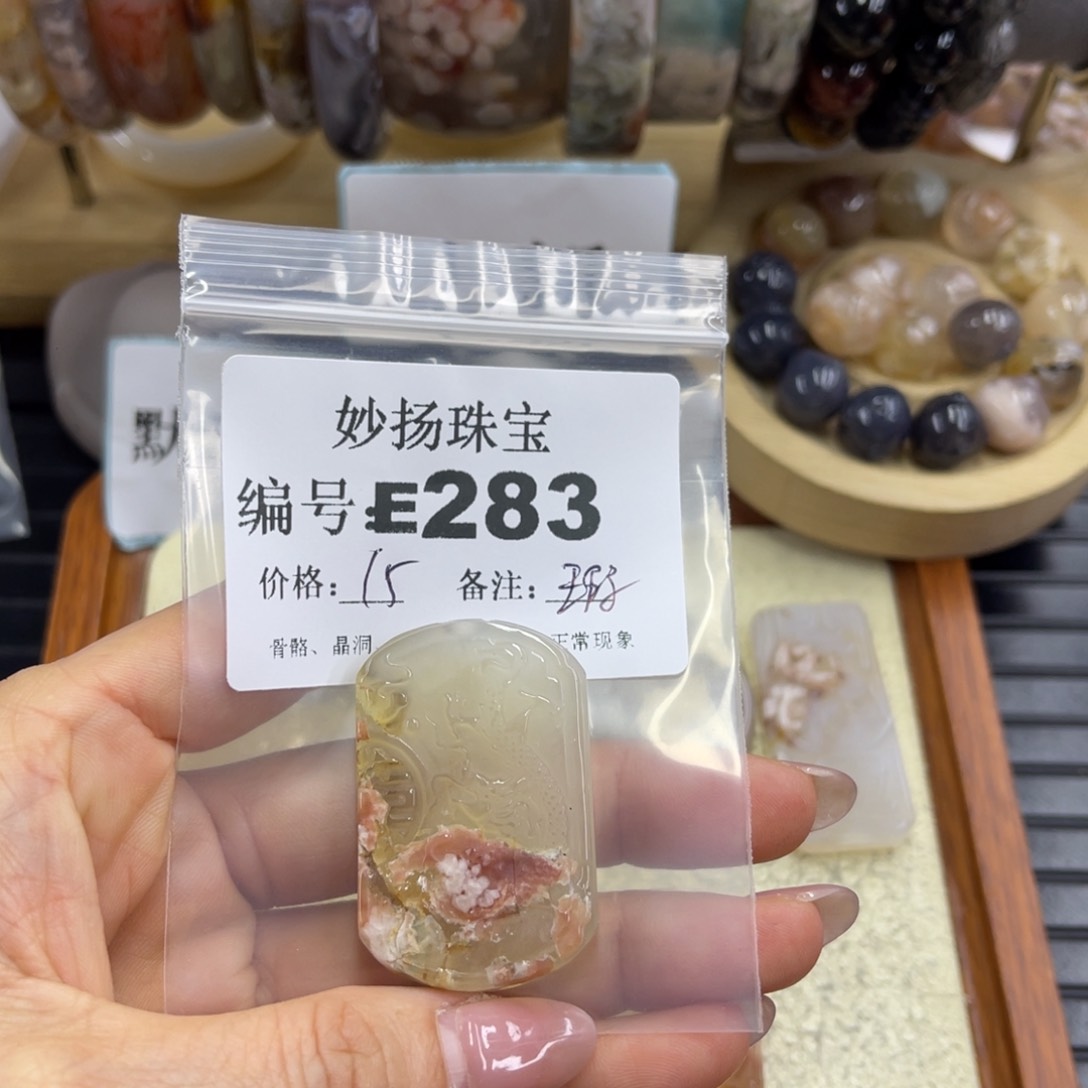 妙扬珠宝
编号:E283
价格: 15 备注:
骨骼、晶洞 正常现象